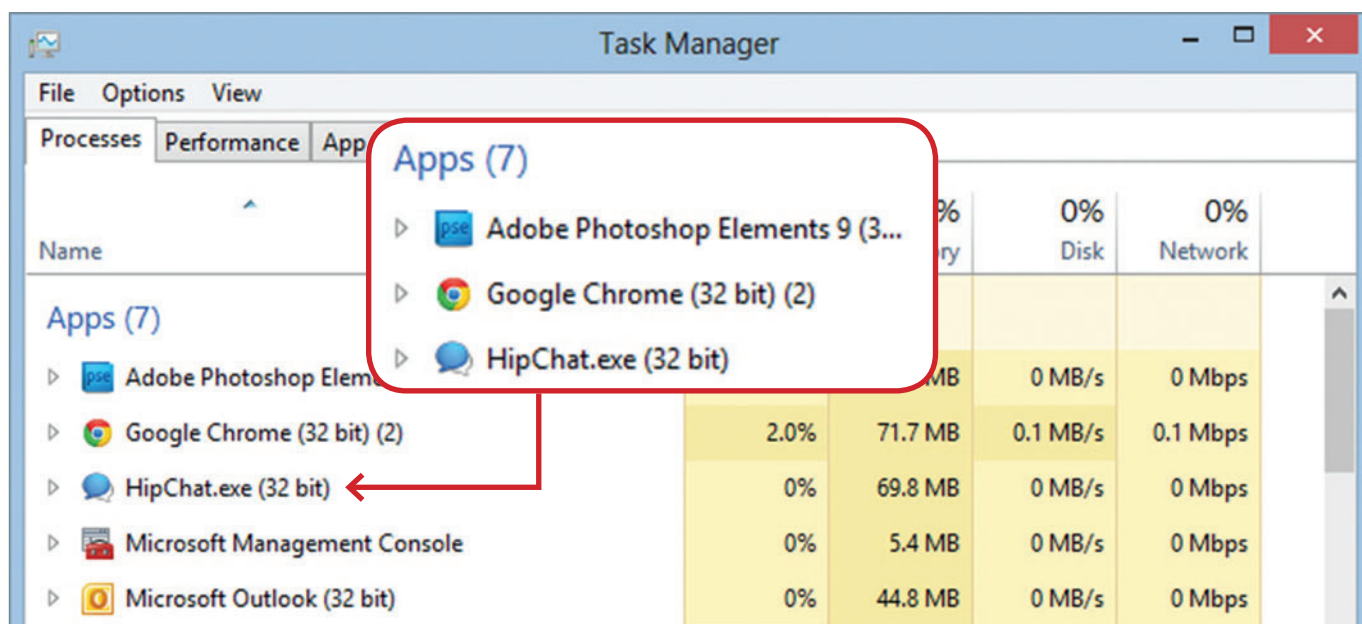 Task Manager
File Options View
Processes Performance App
Apps (7)
pse Adobe Photoshop Elements 9 (3...
Google Chrome (32 bit) (2)
HipChat.exe (32 bit)
% 0% 0%
Name Disk Network
Apps (7)
pse Adobe Photoshop Elem
MB 0 MB/s 0 Mbps
Google Chrome (32 bit) (2) 2.0% 71.7 MB 0.1 MB/s 0.1 Mbps
HipChat.exe (32 bit) 0% 69.8 MB 0 MB/s 0 Mbps
Microsoft Management Console 0% 5.4 MB 0 MB/s 0 Mbps
Microsoft Outlook (32 bit) 0% 44.8 MB 0 MB/s 0 Mbps